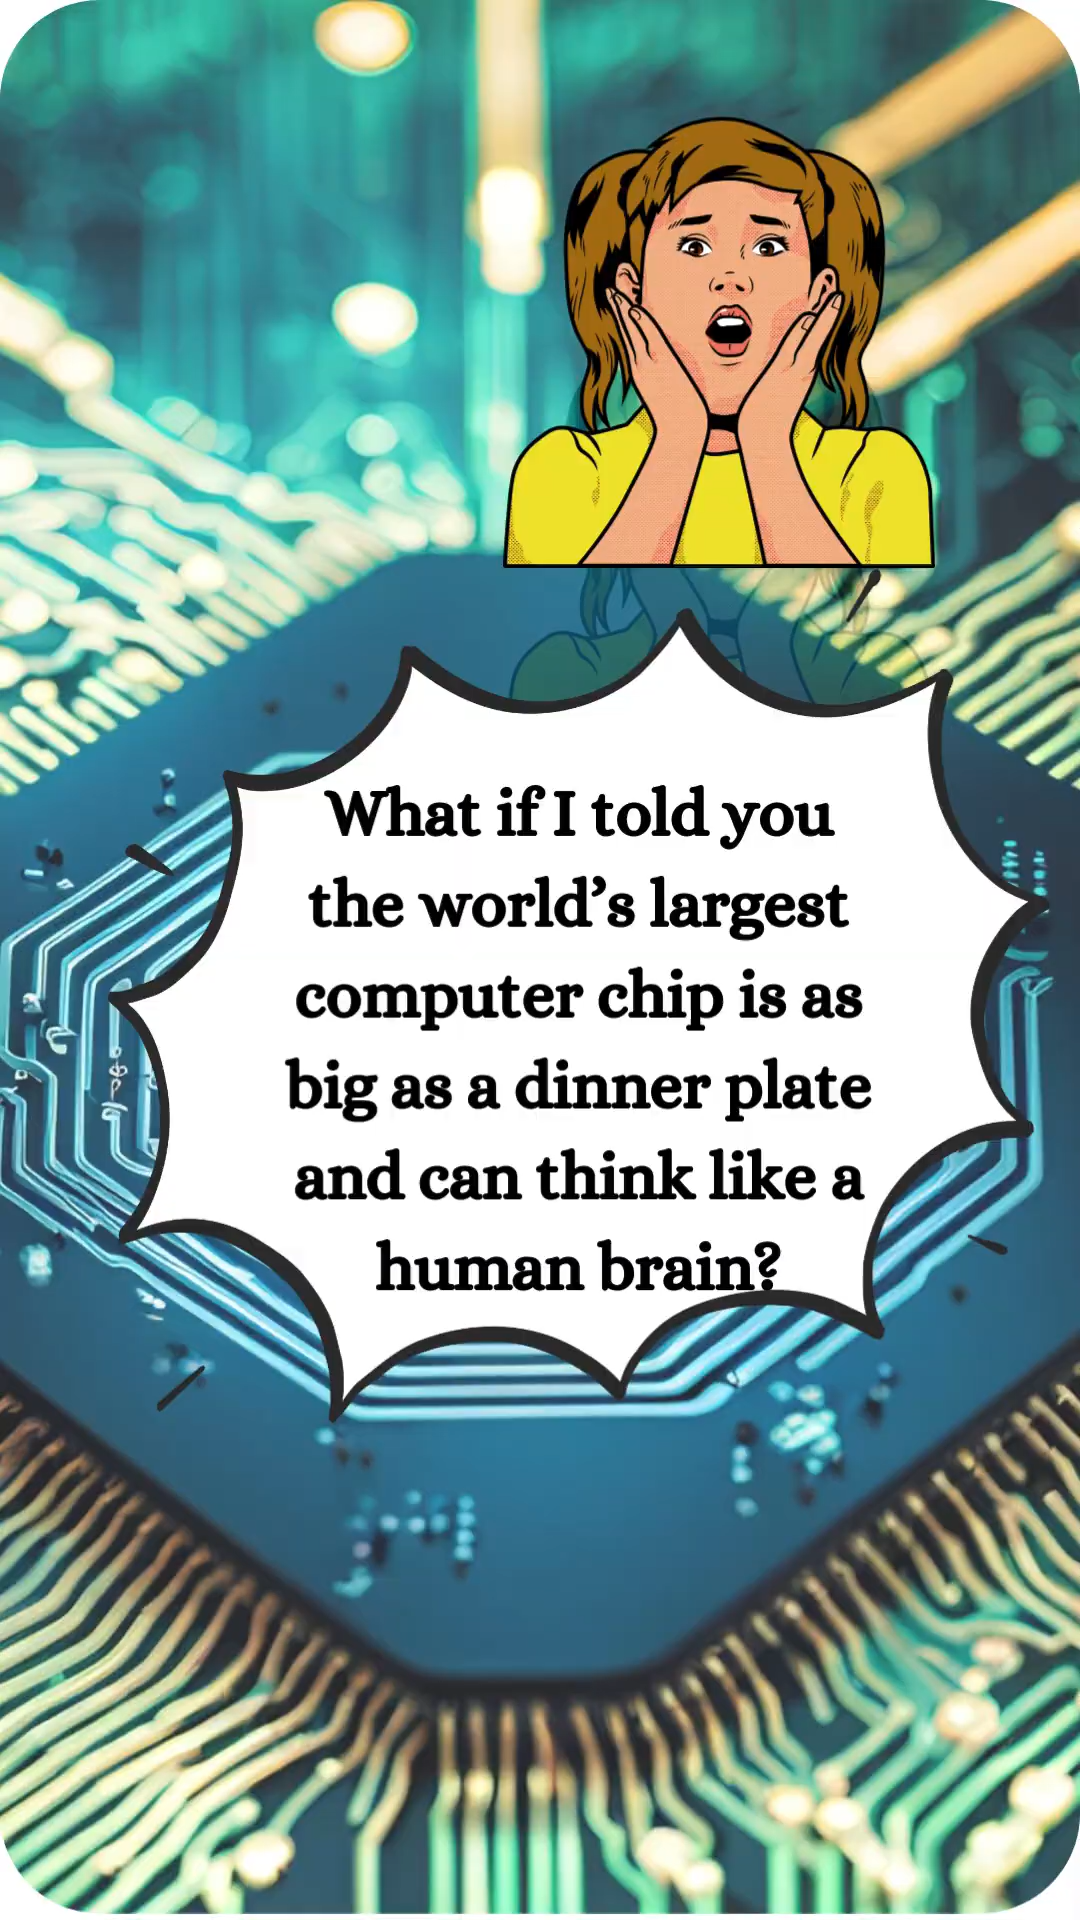 What if I told you
the world’s largest
computer chip is as
big as a dinner plate
and can think like a
human brain?